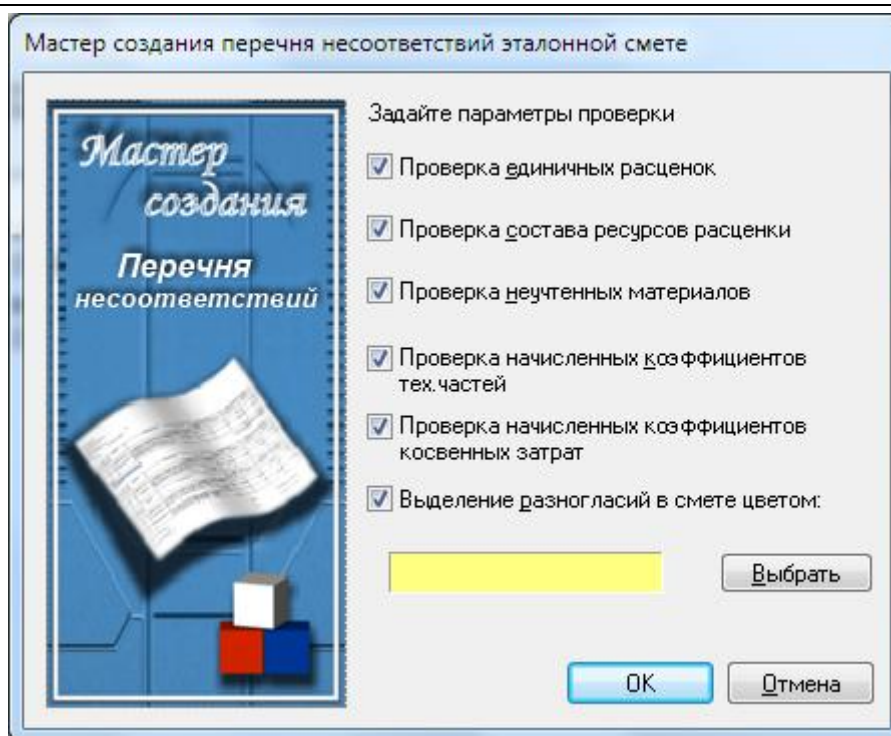 Мастер создания перечня несоответствий эталонной смете
Мастер
создания
Перечня
несоответствий
Задайте параметры проверки
Проверка единичных расценок
Проверка состава ресурсов расценки
Проверка неучтенных материалов
Проверка начисленных коэффициентов
тех.частей
Проверка начисленных коэффициентов
косвенных затрат
Выделение разногласий в смете цветом:
Выбрать
ОК
Отмена